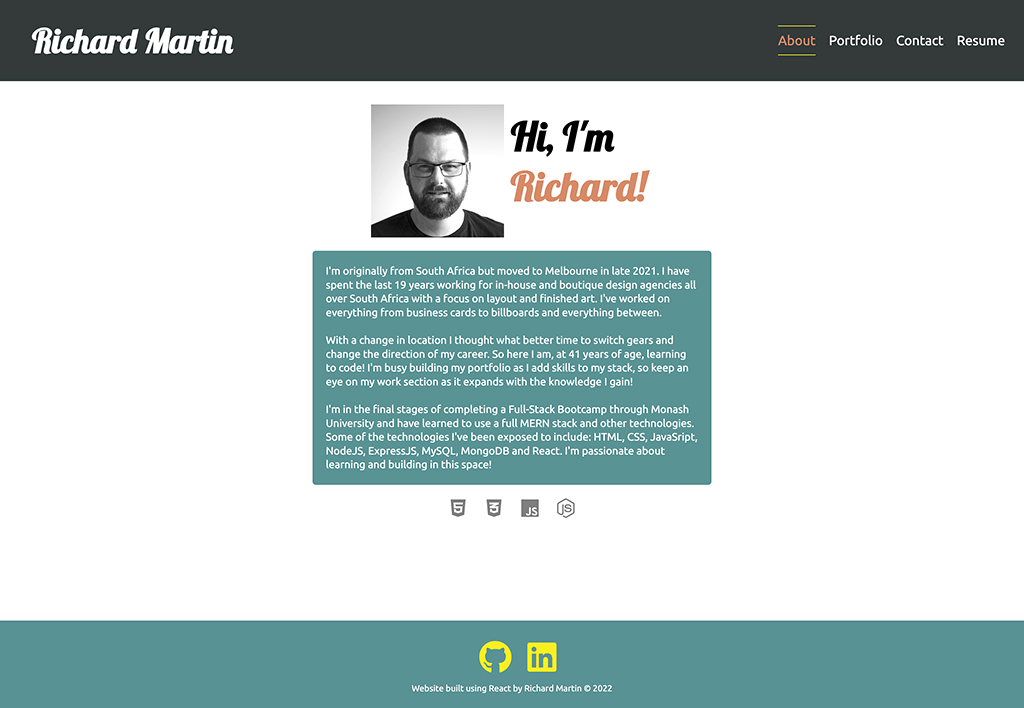 Richard Martin
About Portfolio Contact Resume
Hi, I'm
Richard!
I'm originally from South Africa but moved to Melbourne in late 2021. I have
spent the last 19 years working for in-house and boutique design agencies all
over South Africa with a focus on layout and finished art. I've worked on
everything from business cards to billboards and everything between.
With a change in location I thought what better time to switch gears and
change the direction of my career. So here I am, at 41 years of age, learning
to code! I'm busy building my portfolio as I add skills to my stack, so keep an
eye on my work section as it expands with the knowledge I gain!
I'm in the final stages of completing a Full-Stack Bootcamp through Monash
University and have learned to use a full MERN stack and other technologies.
Some of the technologies I've been exposed to include: HTML, CSS, JavaSript,
NodeJS, ExpressJS, MySQL, MongoDB and React. I'm passionate about
learning and building in this space!
5 3 JS JS
in
Website built using React by Richard Martin © 2022